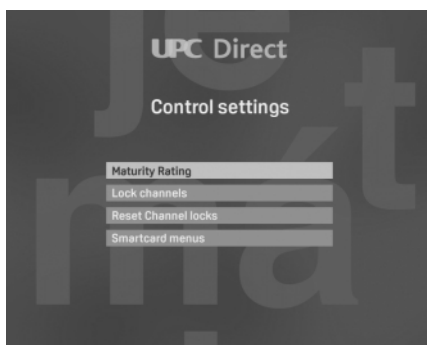 UPC Direct
Control settings
Maturity Rating
Lock channels
Reset Channel locks
Smartcard menus